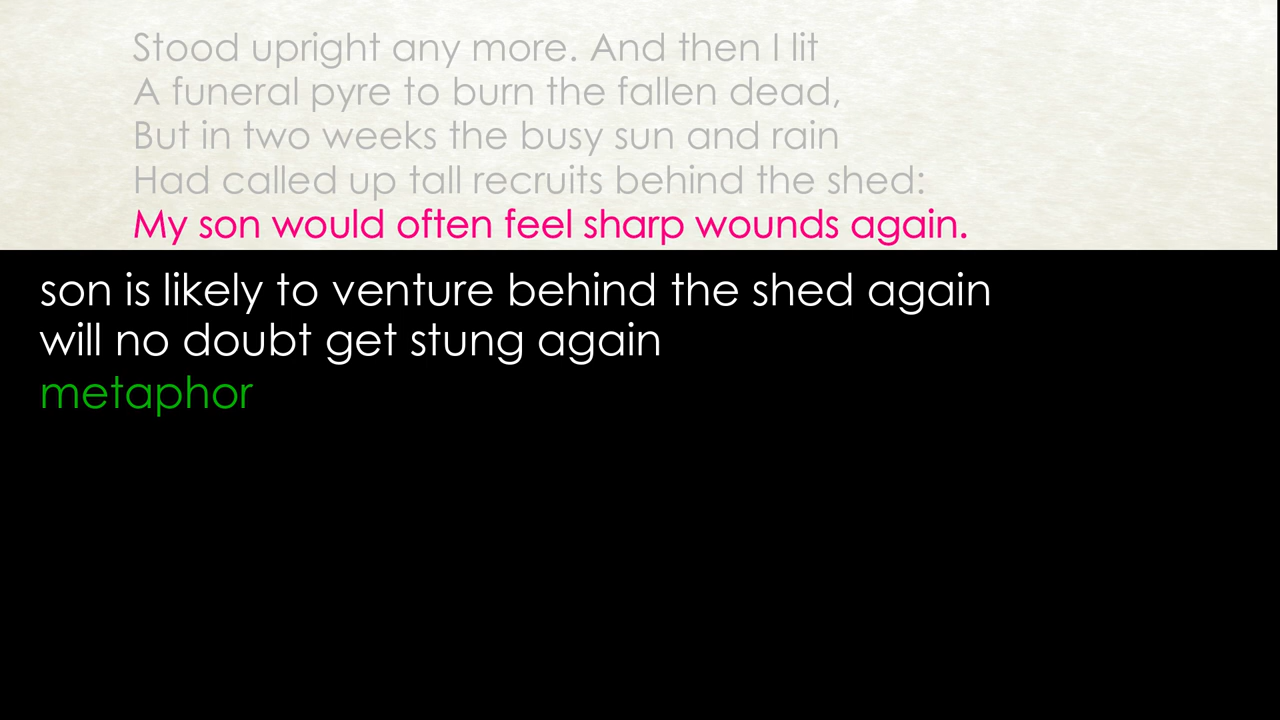 Stood upright any more. And then I lit
A funeral pyre to burn the fallen dead,
But in two weeks the busy sun and rain
Had called up tall recruits behind the shed:
My son would often feel sharp wounds again.
son is likely to venture behind the shed again
will no doubt get stung again
metaphor